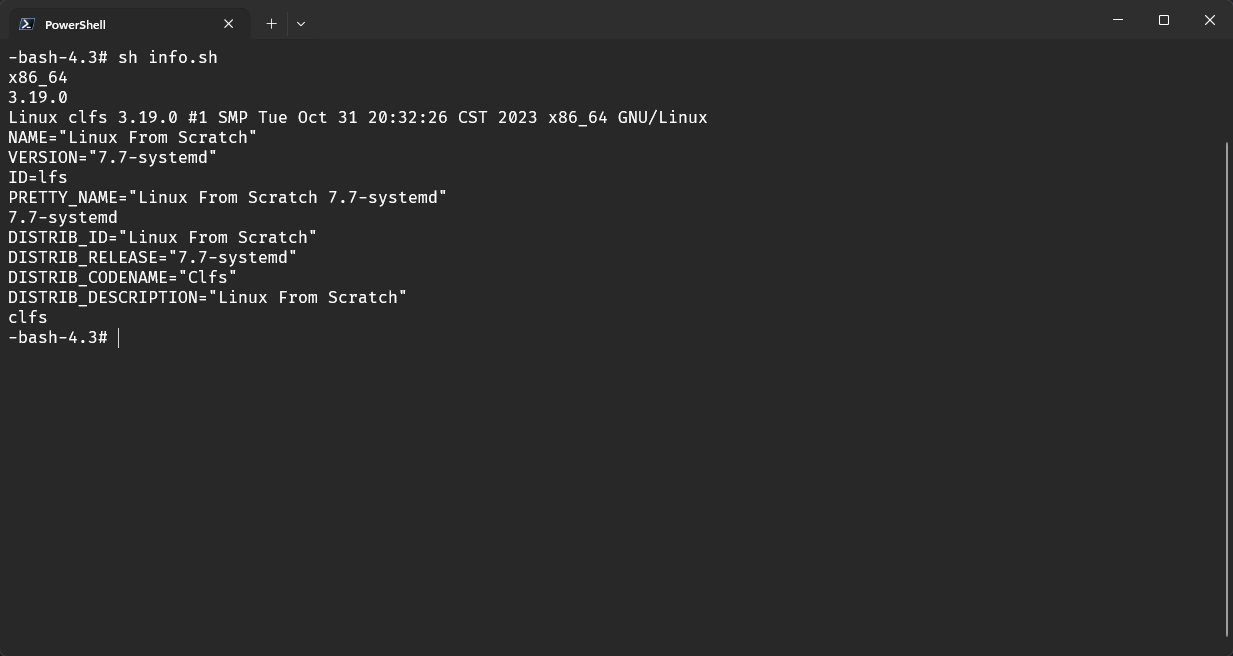 PowerShell
-bash-4.3# sh info.sh
x86_64
3.19.0
Linux clfs 3.19.0 #1 SMP Tue Oct 31 20:32:26 CST 2023 x86_64 GNU/Linux
NAME="Linux From Scratch"
VERSION="7.7-systemd"
ID=lfs
PRETTY_NAME="Linux From Scratch 7.7-systemd"
7.7-systemd
DISTRIB_ID="Linux From Scratch"
DISTRIB_RELEASE="7.7-systemd"
DISTRIB_CODENAME="Clfs"
DISTRIB_DESCRIPTION="Linux From Scratch"
clfs
-bash-4.3#